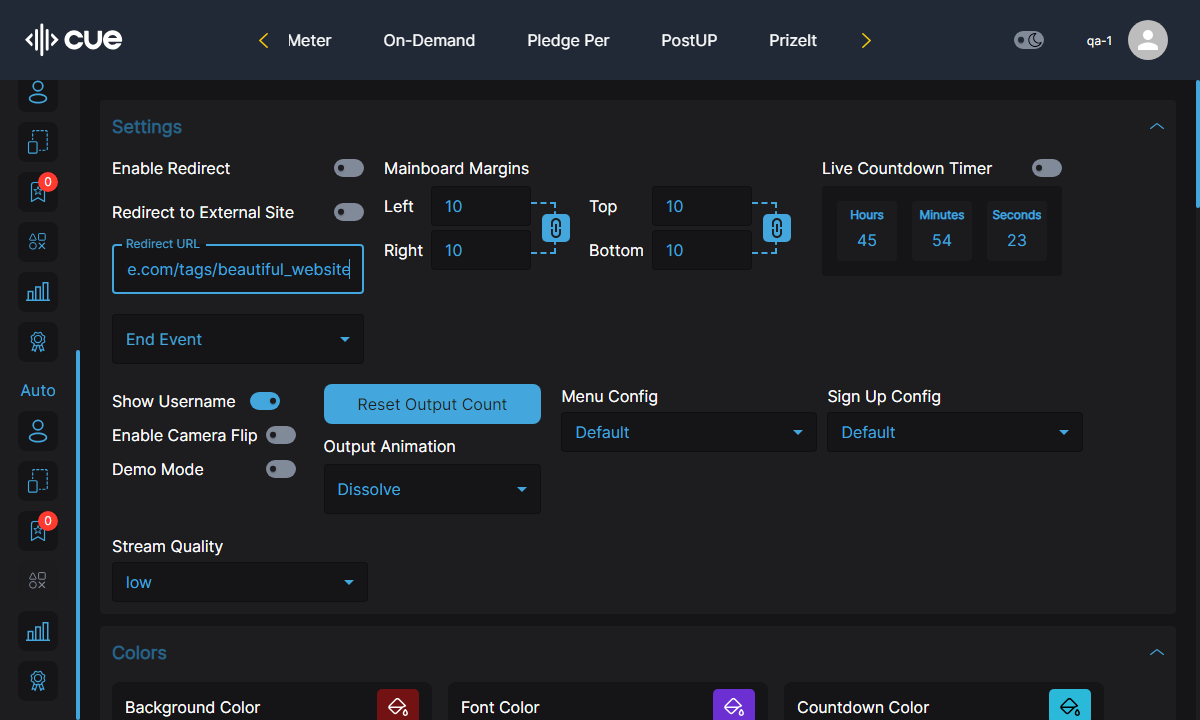 cue
Meter
On-Demand
Pledge Per
PostUP
PrizeIt
qa-1
0
Auto
0
Settings
Enable Redirect
Redirect to External Site
Redirect URL
e.com/tags/beautiful_website
End Event
Mainboard Margins
Left
10
Right
10
Top
10
Bottom
10
Live Countdown Timer
Hours
45
Minutes
54
Seconds
23
Show Username
Enable Camera Flip
Demo Mode
Reset Output Count
Output Animation
Dissolve
Menu Config
Default
Sign Up Config
Default
Stream Quality
low
Colors
Background Color
Font Color
Countdown Color